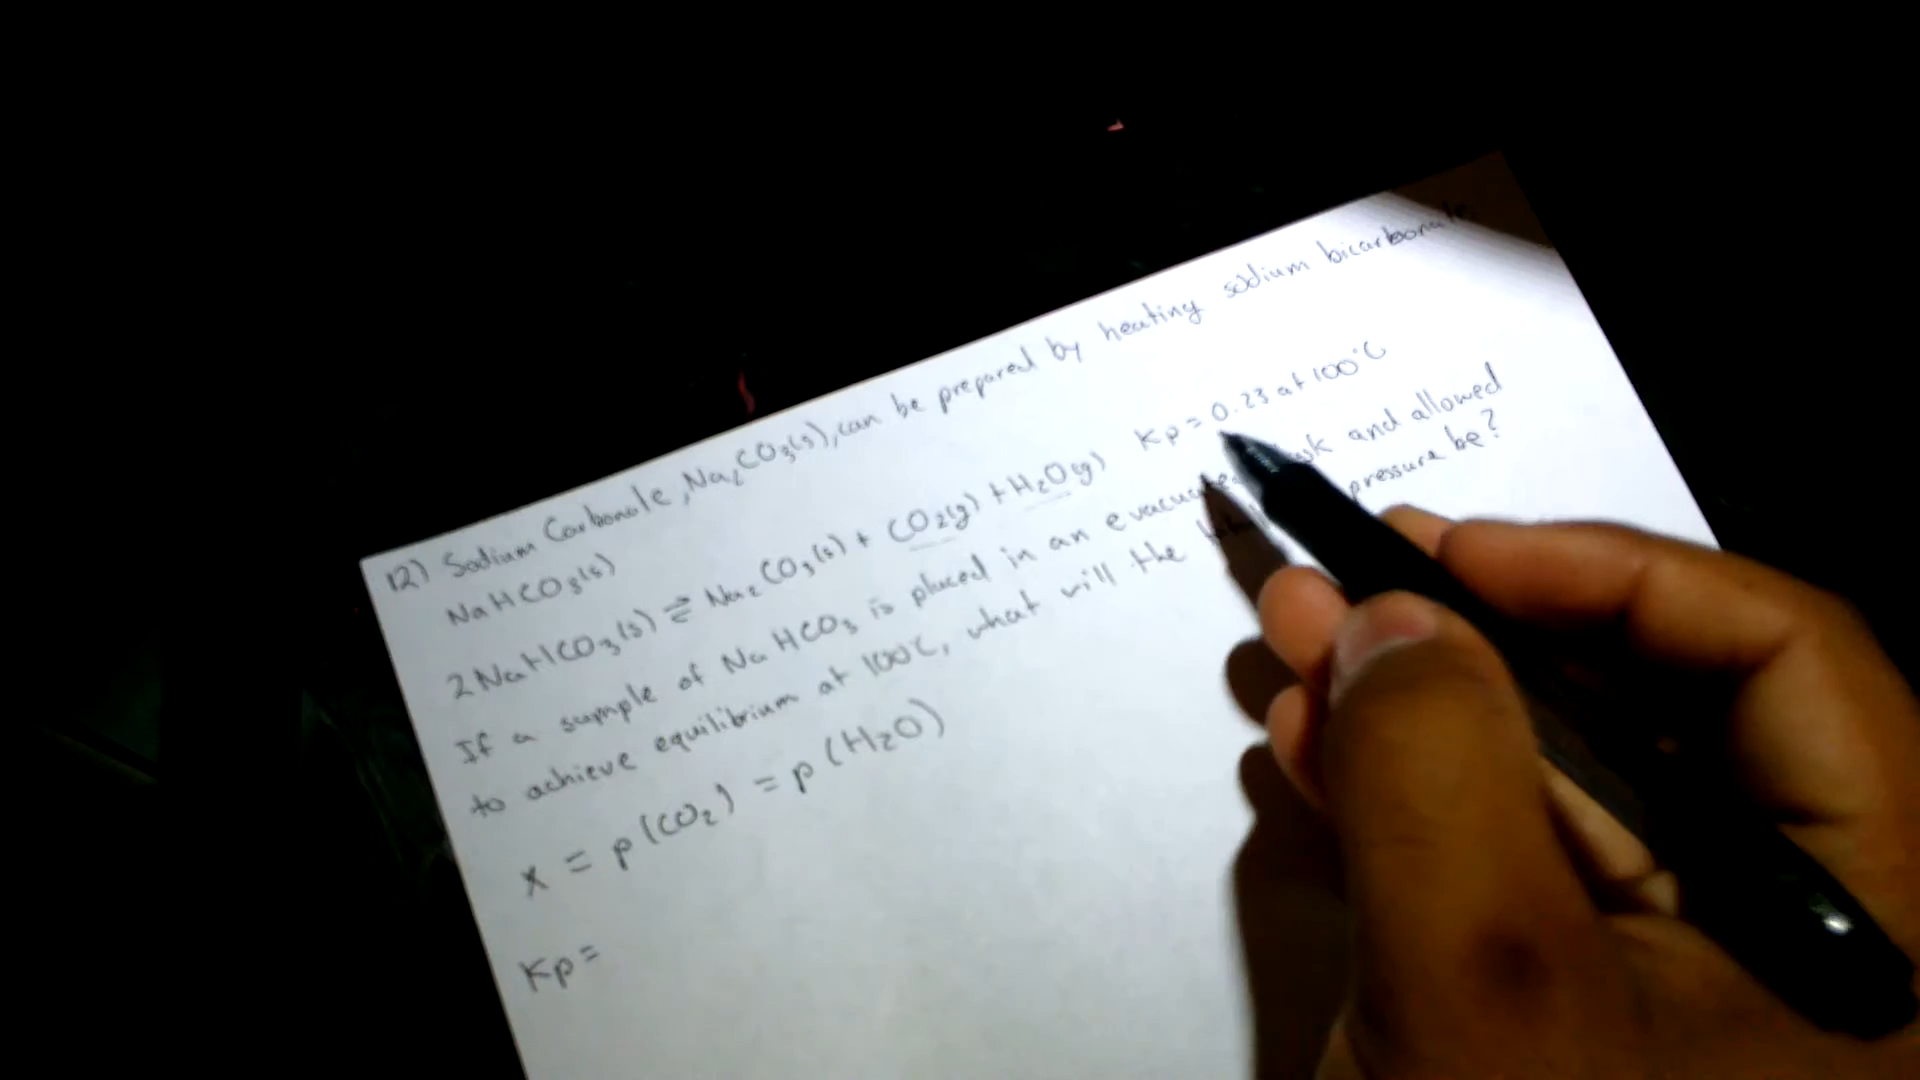 12) Sodium Carbonate, Na₂CO₃(s), can be prepared by heating sodium bicarbonate
NaHCO₃(s)
2NaHCO₃(s) ⇌ Na₂CO₃(s) + CO₂(g) + H₂O(g) Kp = 0.23 at 100°C
If a sample of NaHCO₃ is placed in an and allowed
to achieve equilibrium at 100°C, what will the pressure be?
x = p(CO₂) = p(H₂O)
Kp =